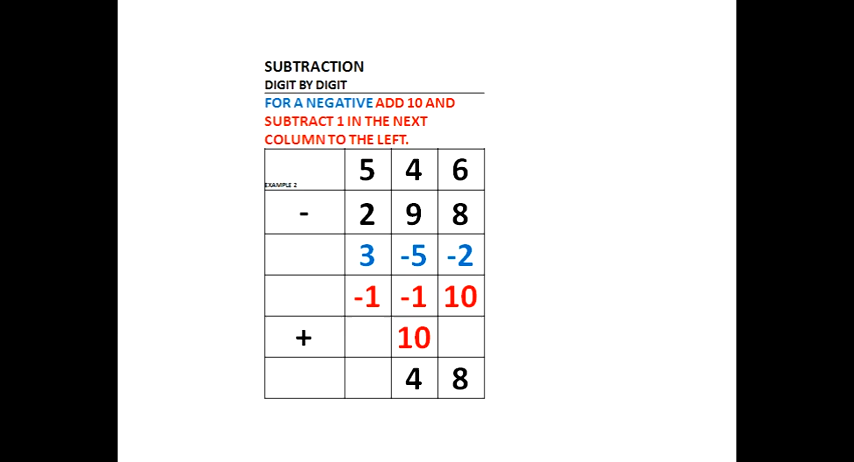 SUBTRACTION
DIGIT BY DIGIT
FOR A NEGATIVE ADD 10 AND
SUBTRACT 1 IN THE NEXT
COLUMN TO THE LEFT.
EXAMPLE 2 5 4 6
- 2 9 8
3 -5 -2
-1 -1 10
+ 10
4 8